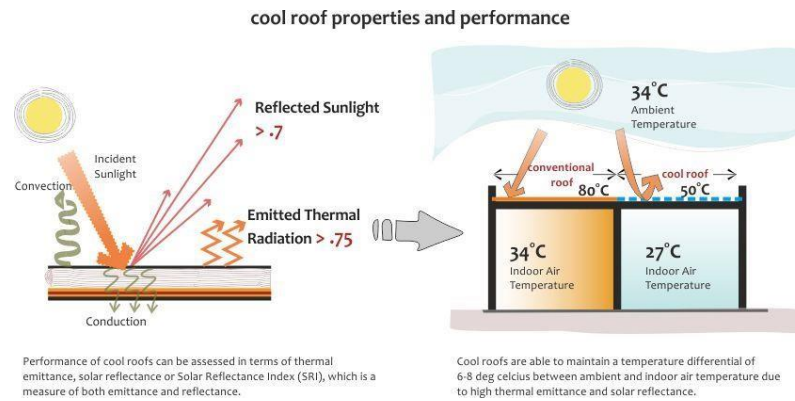 cool roof properties and performance
Reflected Sunlight
> .7
Incident
Sunlight
Convection
Emitted Thermal
Radiation > .75
Conduction
Performance of cool roofs can be assessed in terms of thermal
emittance, solar reflectance or Solar Reflectance Index (SRI), which is a
measure of both emittance and reflectance.
34°C
Ambient
Temperature
conventional
roof
cool roof
80°C
50°C
34°C
Indoor Air
Temperature
27°C
Indoor Air
Temperature
Cool roofs are able to maintain a temperature differential of
6-8 deg celcius between ambient and indoor air temperature due
to high thermal emittance and solar reflectance.